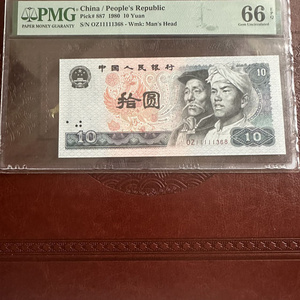 PMG
PAPER MONEY GUARANTY
China / People's Republic
Pick# 887 1980 10 Yuan
S/N OZ11111368 - Wmk: Man's Head
66 EPQ
Gem Uncirculated
中国人民银行
10
拾圆
10
10
OZ11111368